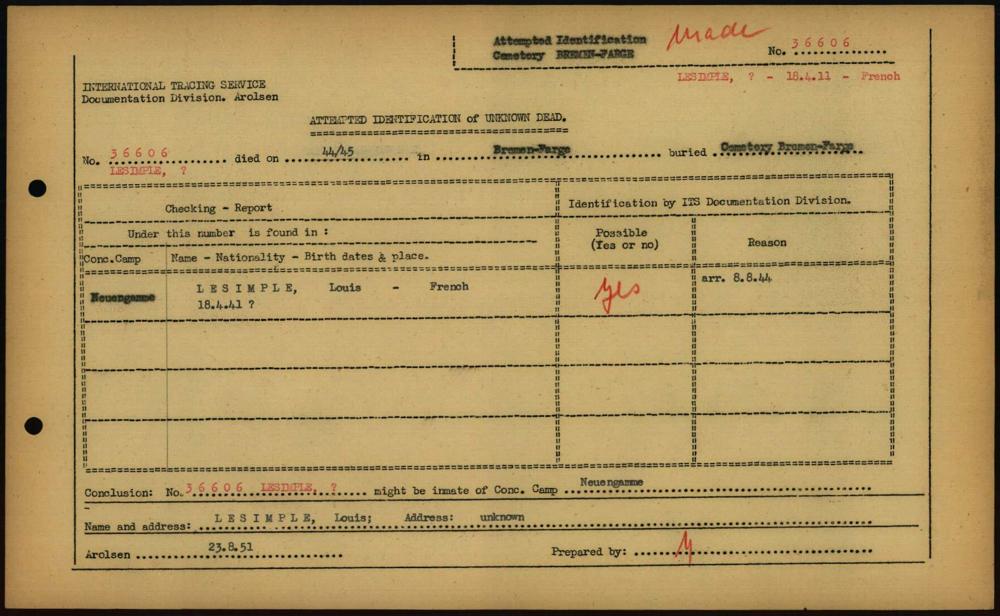 Attempted Identification made
Cemetery BREMEN-FARGE No. 36606
LESIMPLE, ? - 18.4.11 - French
INTERNATIONAL TRACING SERVICE
Documentation Division. Arolsen
ATTEMPTED IDENTIFICATION of UNKNOWN DEAD.
No. 36606 died on 44/45 in Bremen-Farge buried Cemetery Bremen-Farge
LESIMPLE, ?
Checking - Report
Identification by ITS Documentation Division.
Under this number is found in :
Possible
(Yes or no)
Reason
Conc.Camp Name - Nationality - Birth dates & place.
Neuengamme LESIMPLE, Louis - French
18.4.41 ?
yes
arr. 8.8.44
Conclusion: No. 36606 LESIMPLE, ? might be inmate of Conc. Camp Neuengamme
Name and address: LESIMPLE, Louis; Address: unknown
Arolsen 23.8.51 Prepared by: